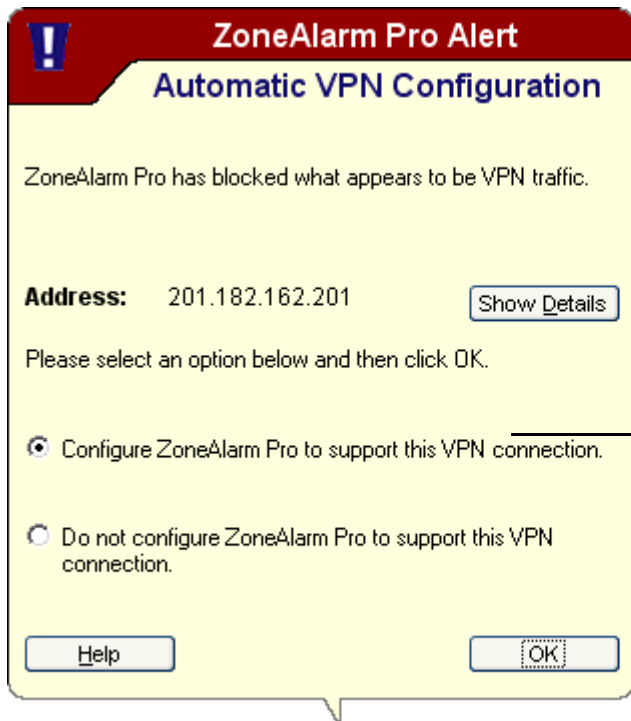 ZoneAlarm Pro Alert
Automatic VPN Configuration
ZoneAlarm Pro has blocked what appears to be VPN traffic.
Address: 201.182.162.201 Show Details
Please select an option below and then click OK.
Configure ZoneAlarm Pro to support this VPN connection.
Do not configure ZoneAlarm Pro to support this VPN
connection.
Help OK